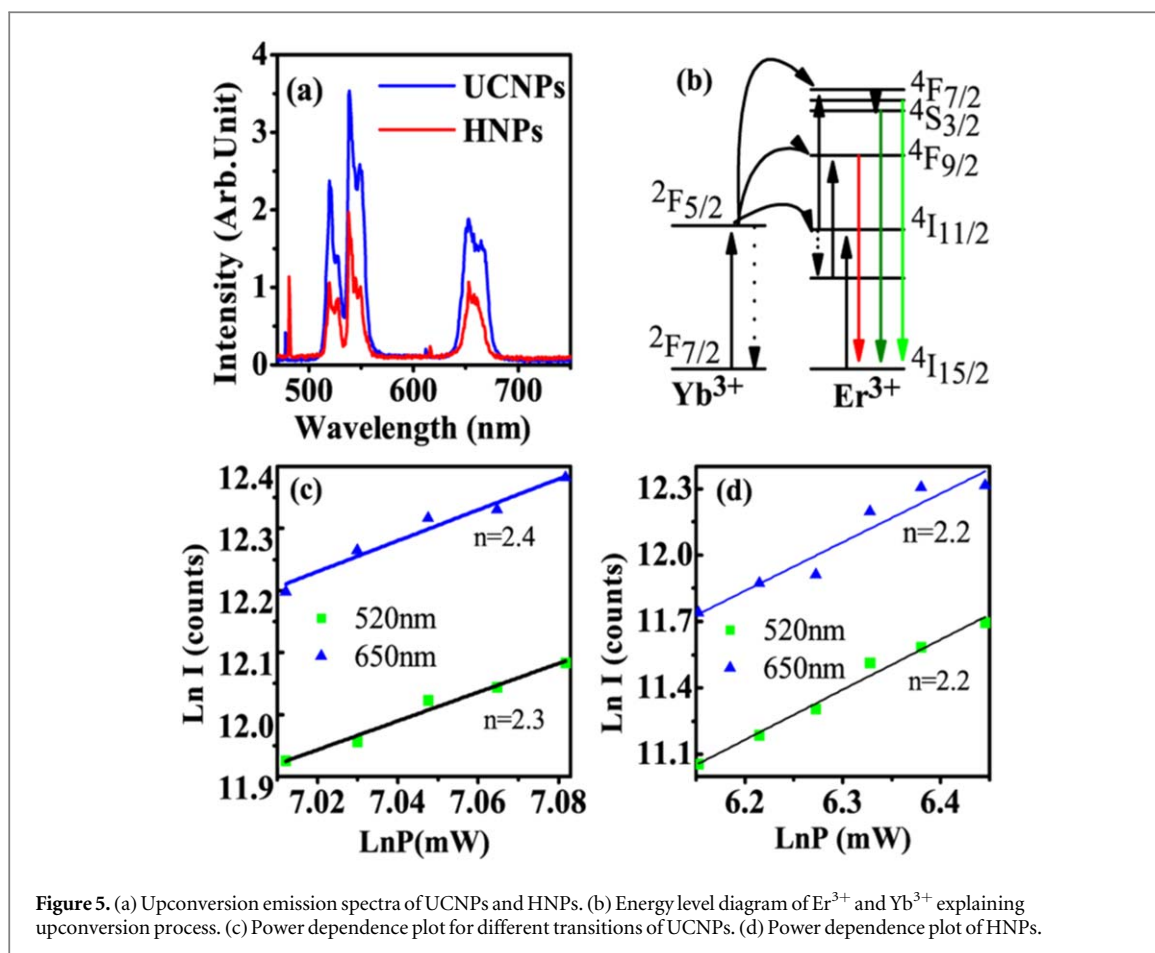 (a)
UCNPs
HNPs
Intensity (Arb.Unit)
4
3
2
1
0
500 600 700
Wavelength (nm)
(b)
4F7/2
4S3/2
4F9/2
2F5/2
4I11/2
2F7/2
4I15/2
Yb3+ Er3+
(c)
Ln I (counts)
12.4
12.3
12.2
12.1
12.0
11.9
n=2.4
520nm
650nm
n=2.3
7.02 7.04 7.06 7.08
LnP(mW)
(d)
Ln I (counts)
12.3
12.0
11.7
11.4
11.1
n=2.2
520nm
650nm
n=2.2
6.2 6.3 6.4
LnP (mW)
Figure 5. (a) Upconversion emission spectra of UCNPs and HNPs. (b) Energy level diagram of Er3+ and Yb3+ explaining
upconversion process. (c) Power dependence plot for different transitions of UCNPs. (d) Power dependence plot of HNPs.